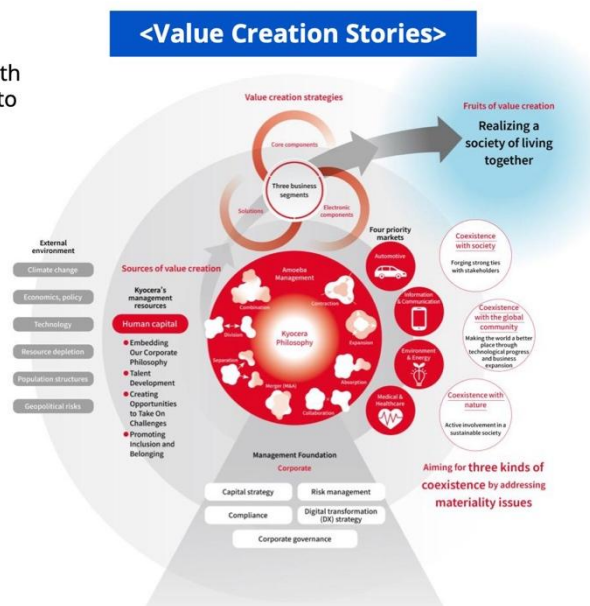 <Value Creation Stories>
th
to
Value creation strategies
Core components
Three business
segments
Solutions
Electronic
components
Fruits of value creation
Realizing a
society of living
together
External
environment
Climate change
Economics, policy
Technology
Resource depletion
Population structures
Geopolitical risks
Sources of value creation
Kyocera's
management
resources
Human capital
● Embedding
Our Corporate
Philosophy
● Talent
Development
● Creating
Opportunities
to Take On
Challenges
● Promoting
Inclusion and
Belonging
Amoeba
Management
Combination
Contraction
Division
Expansion
Separation
Absorption
Merger (M&A)
Collaboration
Kyocera
Philosophy
Four priority
markets
Automotive
Information
& Communication
Environment
& Energy
Medical &
Healthcare
Coexistence
with society
Forging strong ties
with stakeholders
Coexistence
with the global
community
Making the world a better
place through
technological progress
and business
expansion
Coexistence with
nature
Active involvement in a
sustainable society
Aiming for three kinds of
coexistence by addressing
materiality issues
Management Foundation
Corporate
Capital strategy
Risk management
Compliance
Digital transformation
(DX) strategy
Corporate governance